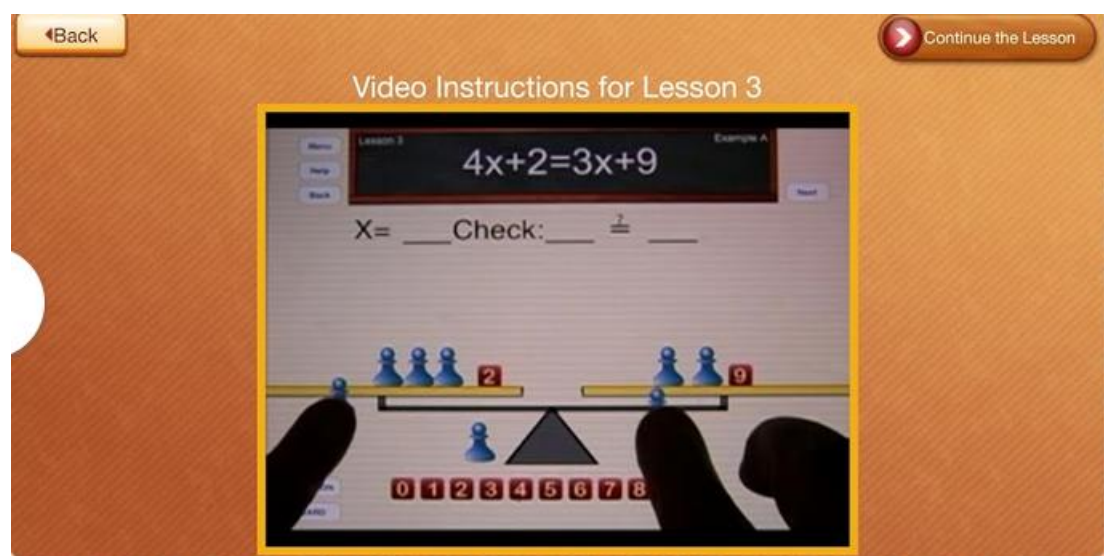 Back
Continue the Lesson
Video Instructions for Lesson 3
Lesson 3
Example A
Menu
4x+2=3x+9
Help
Back
Next
X= ___Check:___ ?= ___
2
9
0 1 2 3 4 5 6 7 8